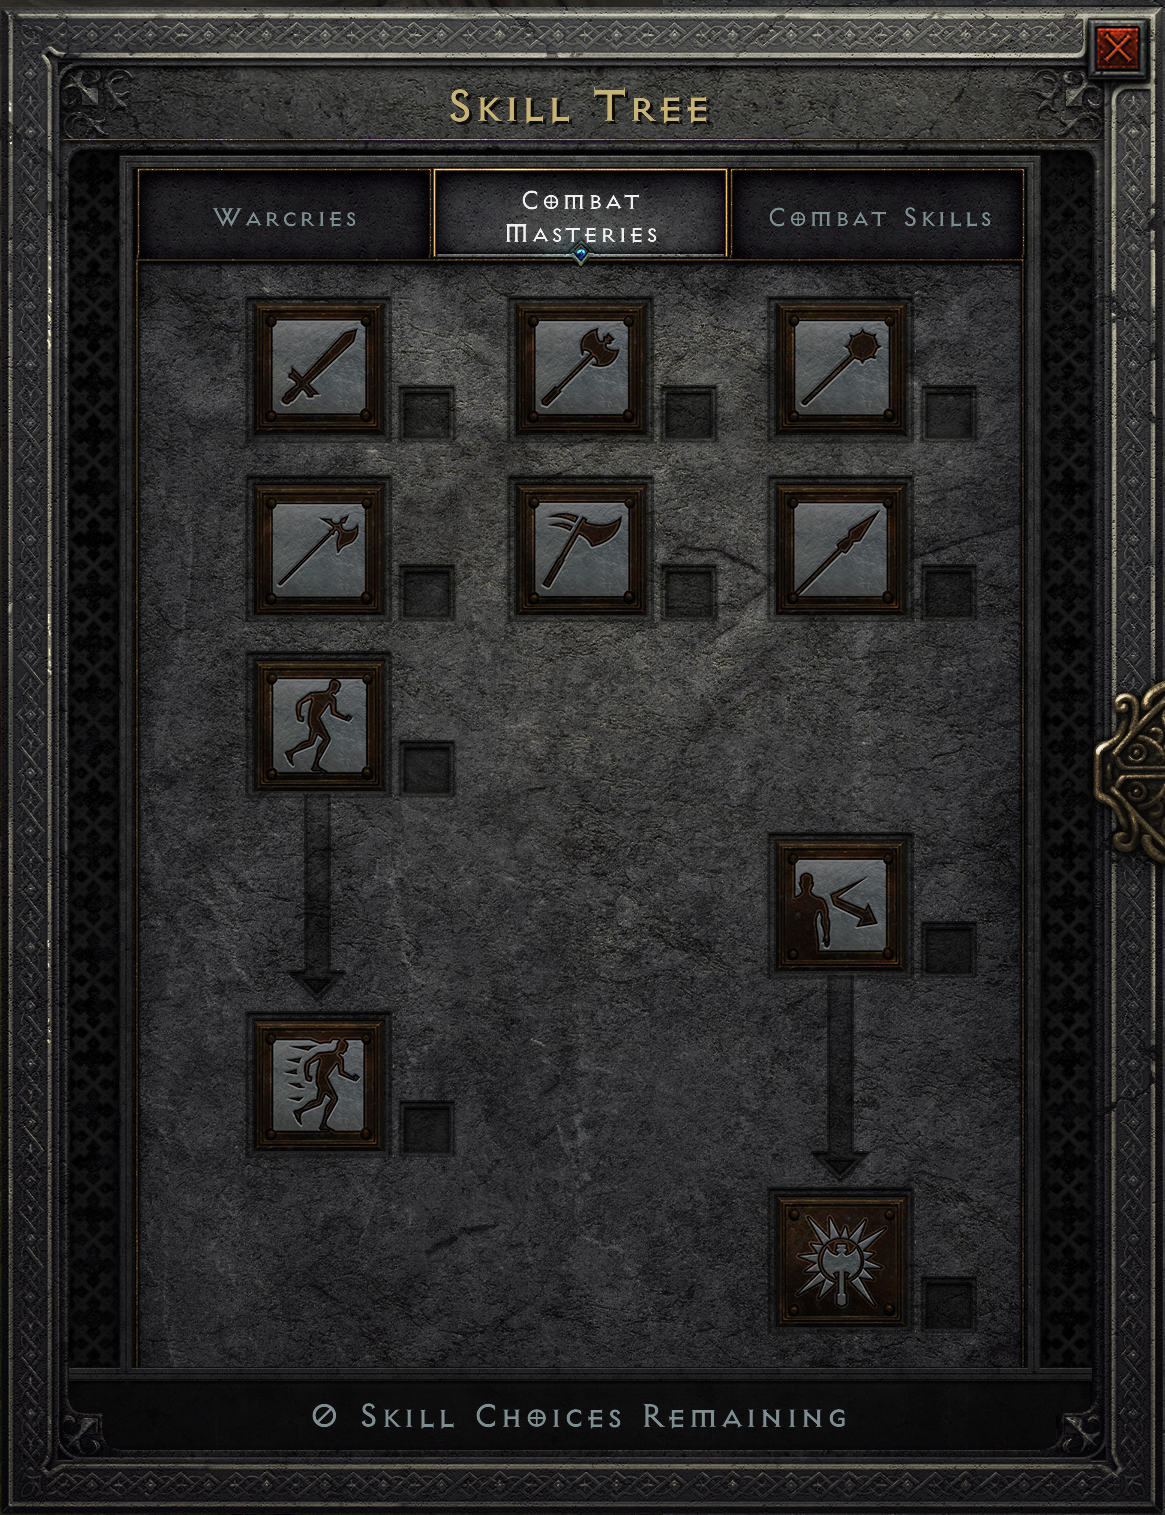 Skill Tree
Warcries
Combat
Masteries
Combat Skills
0 Skill Choices Remaining